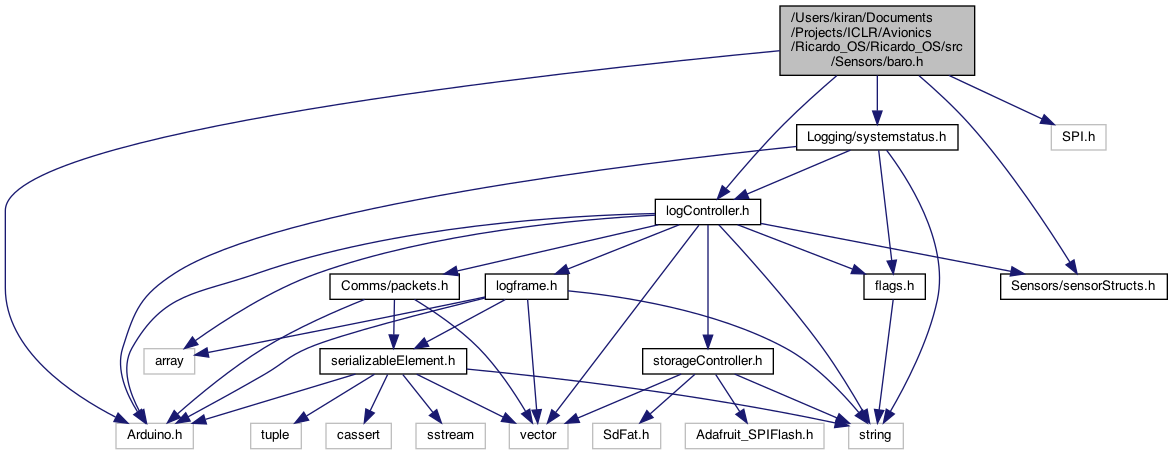 /Users/kiran/Documents
/Projects/ICLR/Avionics
/Ricardo_OS/Ricardo_OS/src
/Sensors/baro.h
Logging/systemstatus.h
SPI.h
logController.h
Comms/packets.h
logframe.h
flags.h
Sensors/sensorStructs.h
array
serializableElement.h
storageController.h
Arduino.h
tuple
cassert
sstream
vector
SdFat.h
Adafruit_SPIFlash.h
string